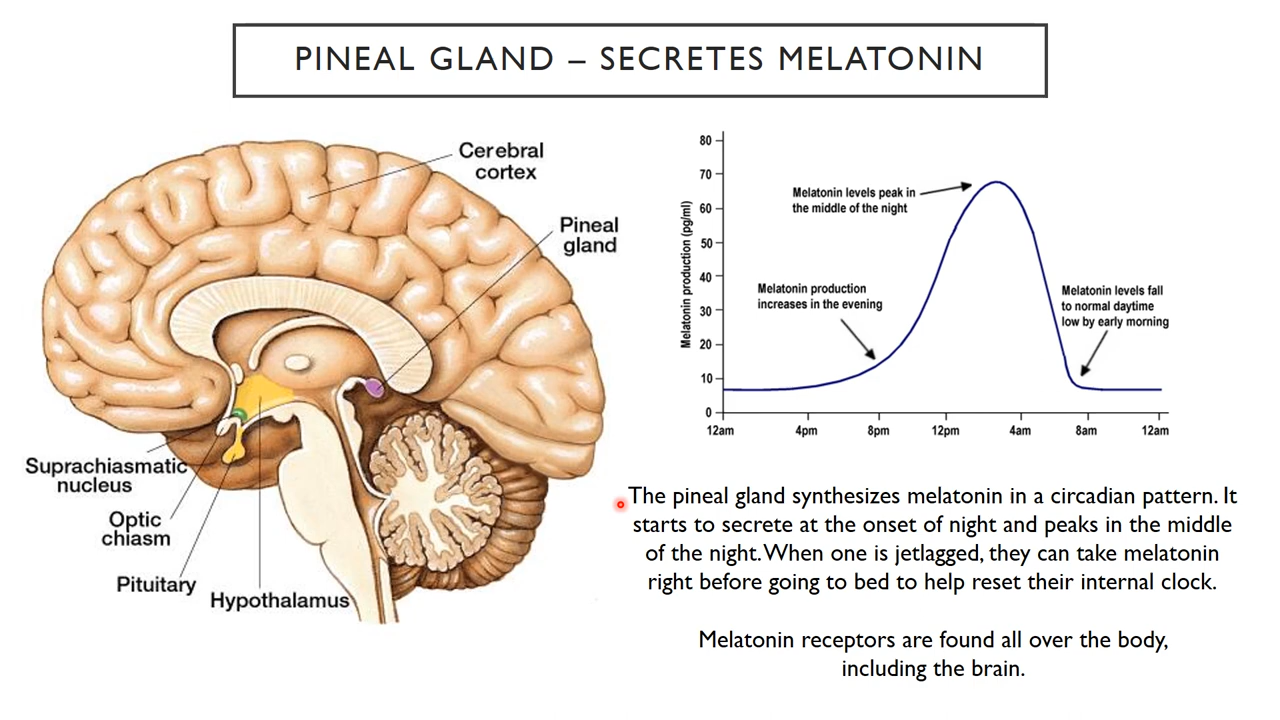 PINEAL GLAND – SECRETES MELATONIN
Cerebral
cortex
Pineal
gland
Suprachiasmatic
nucleus
Optic
chiasm
Pituitary
Hypothalamus
Melatonin production (pg/ml)
80
70
60
50
40
30
20
10
0
12am
4pm
8pm
12pm
4am
8am
12am
Melatonin levels peak in
the middle of the night
Melatonin production
increases in the evening
Melatonin levels fall
to normal daytime
low by early morning
The pineal gland synthesizes melatonin in a circadian pattern. It
starts to secrete at the onset of night and peaks in the middle
of the night. When one is jetlagged, they can take melatonin
right before going to bed to help reset their internal clock.
Melatonin receptors are found all over the body,
including the brain.